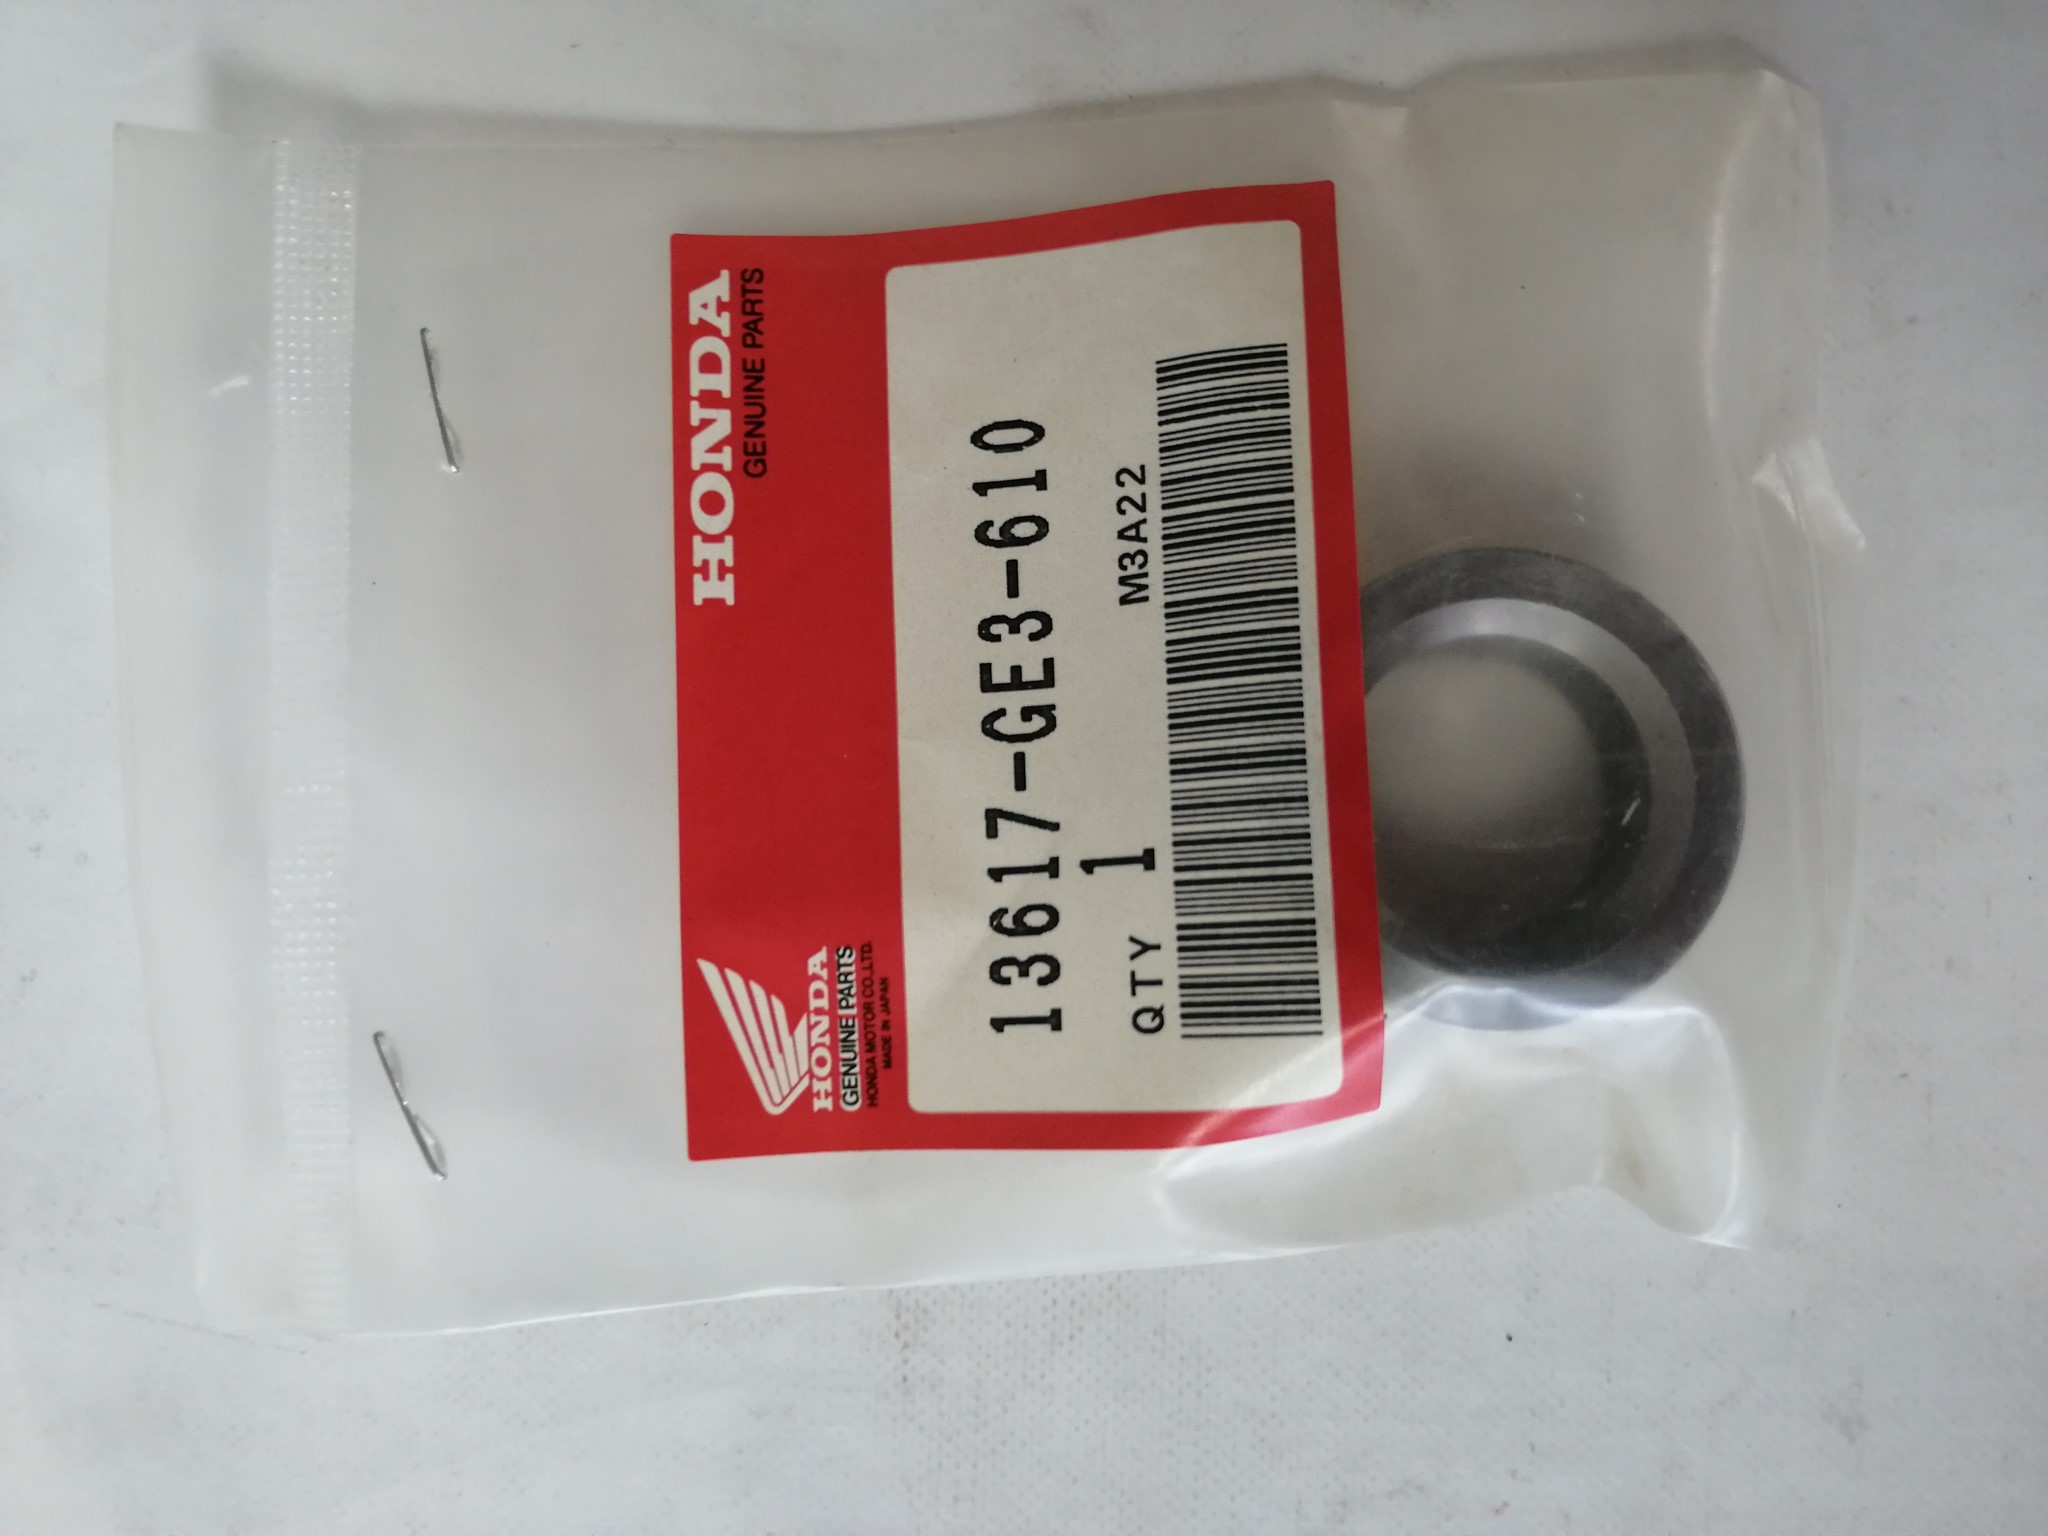 HONDA
GENUINE PARTS
HONDA
GENUINE PARTS
HONDA MOTOR CO.,LTD.
MADE IN JAPAN
13617-GE3-610
QTY 1 M3A22